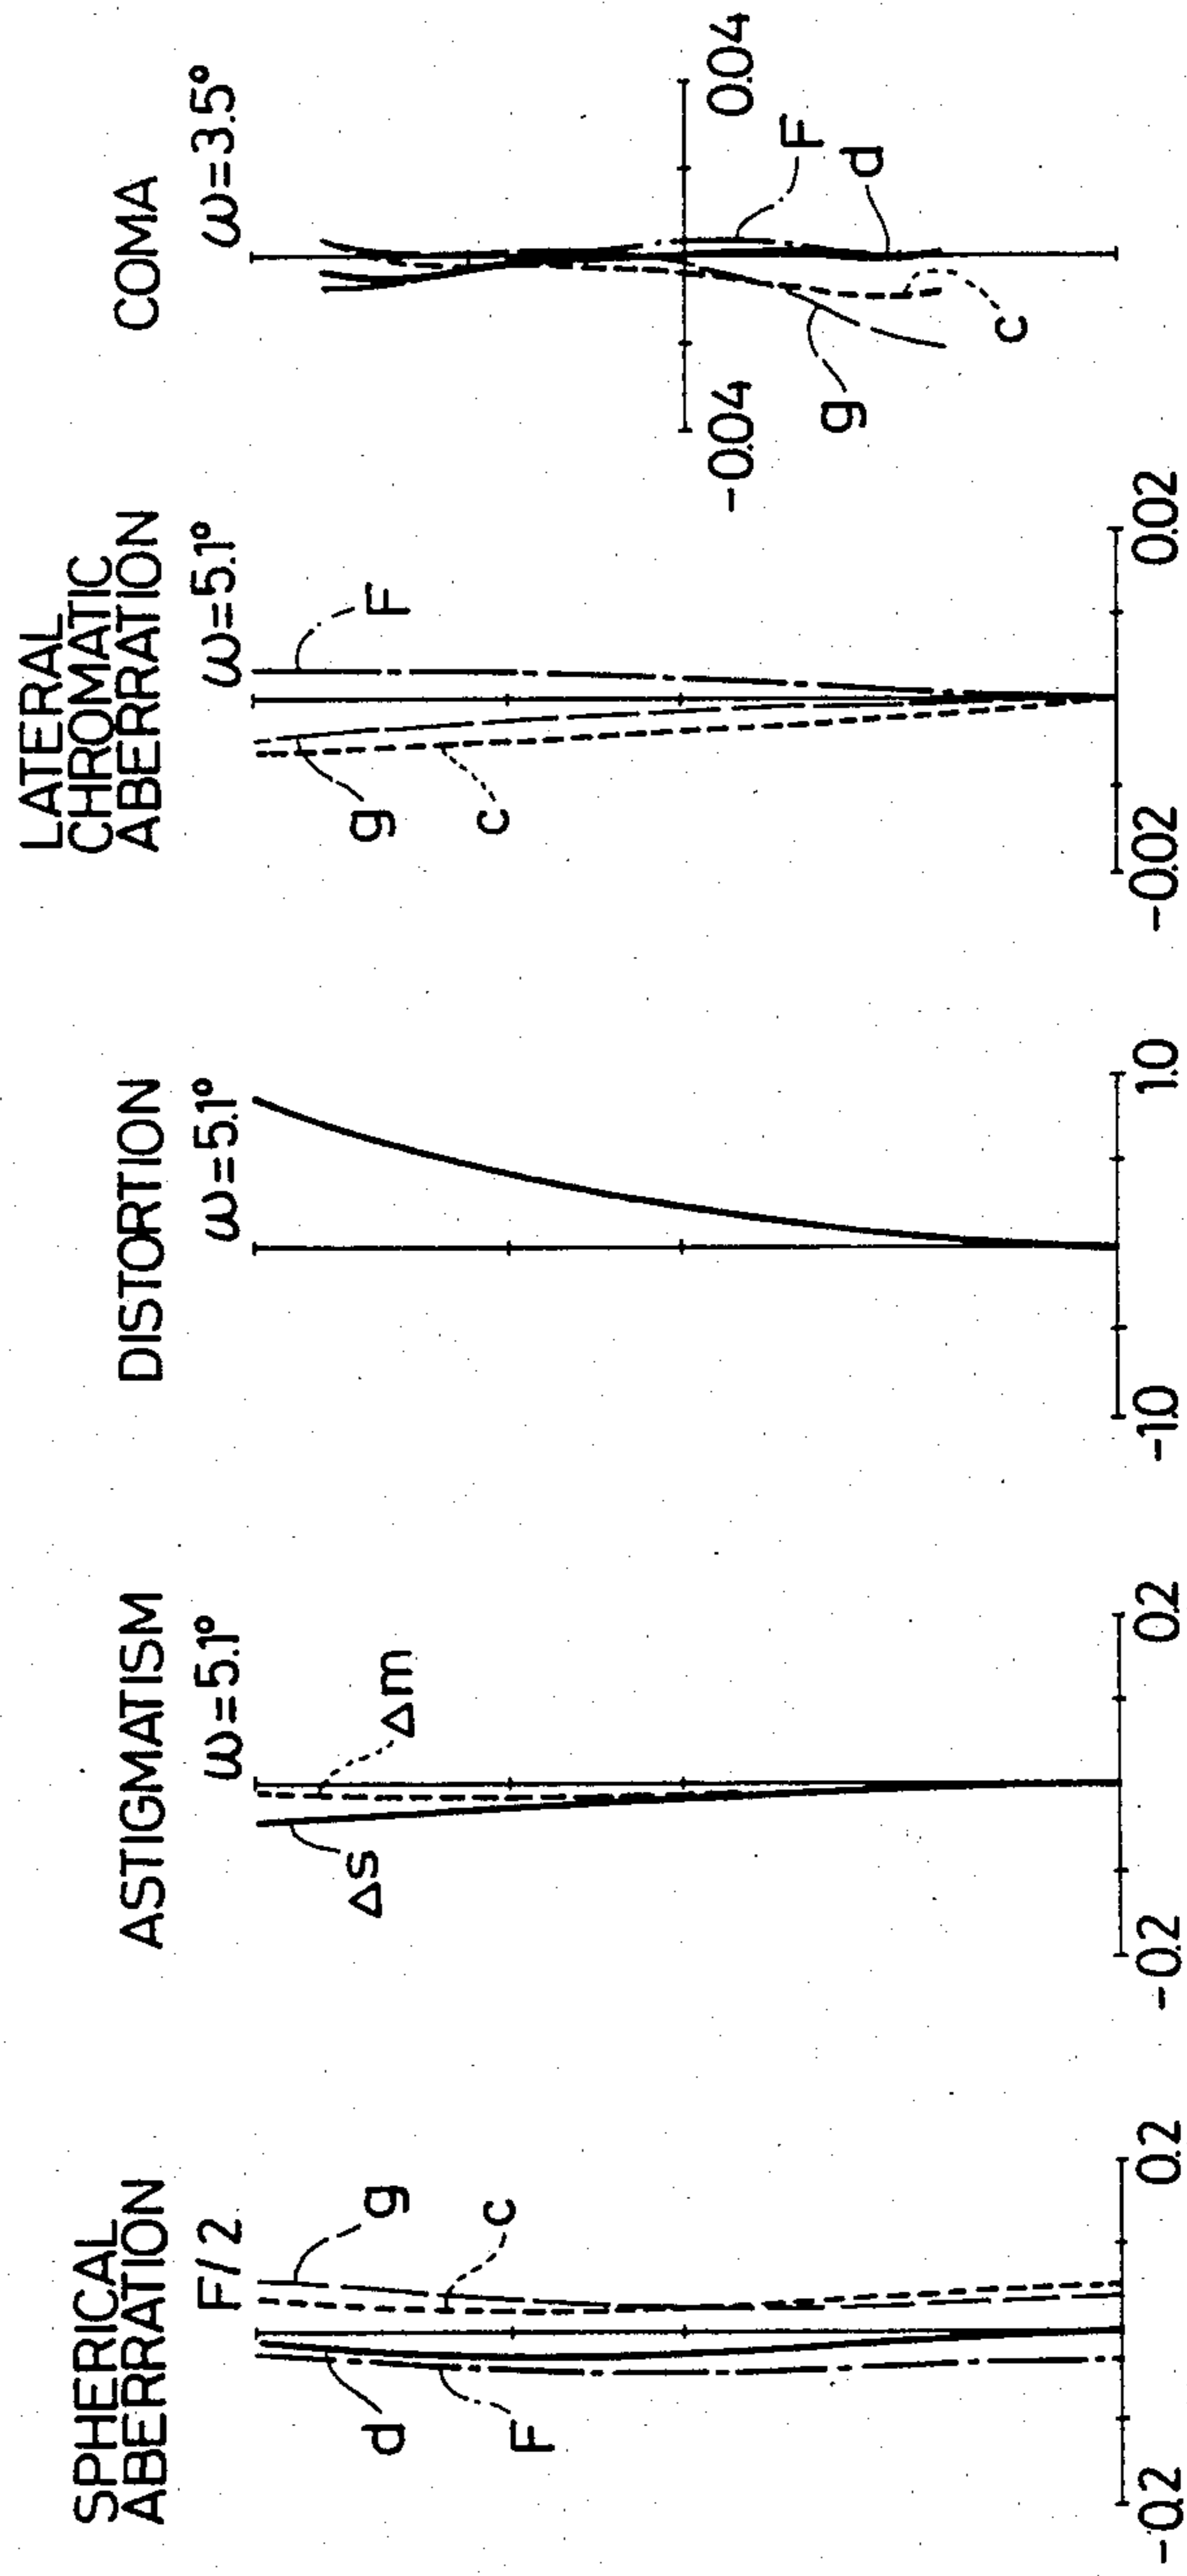 SPHERICAL
ABERRATION
F/2
d
F
g
c
-0.2
0.2
ASTIGMATISM
ω=5.1°
Δs
Δm
-0.2
0.2
DISTORTION
ω=5.1°
-1.0
1.0
LATERAL
CHROMATIC
ABERRATION
ω=5.1°
g
c
F
-0.02
0.02
COMA
ω=3.5°
-0.04
0.04
F
d
g
c